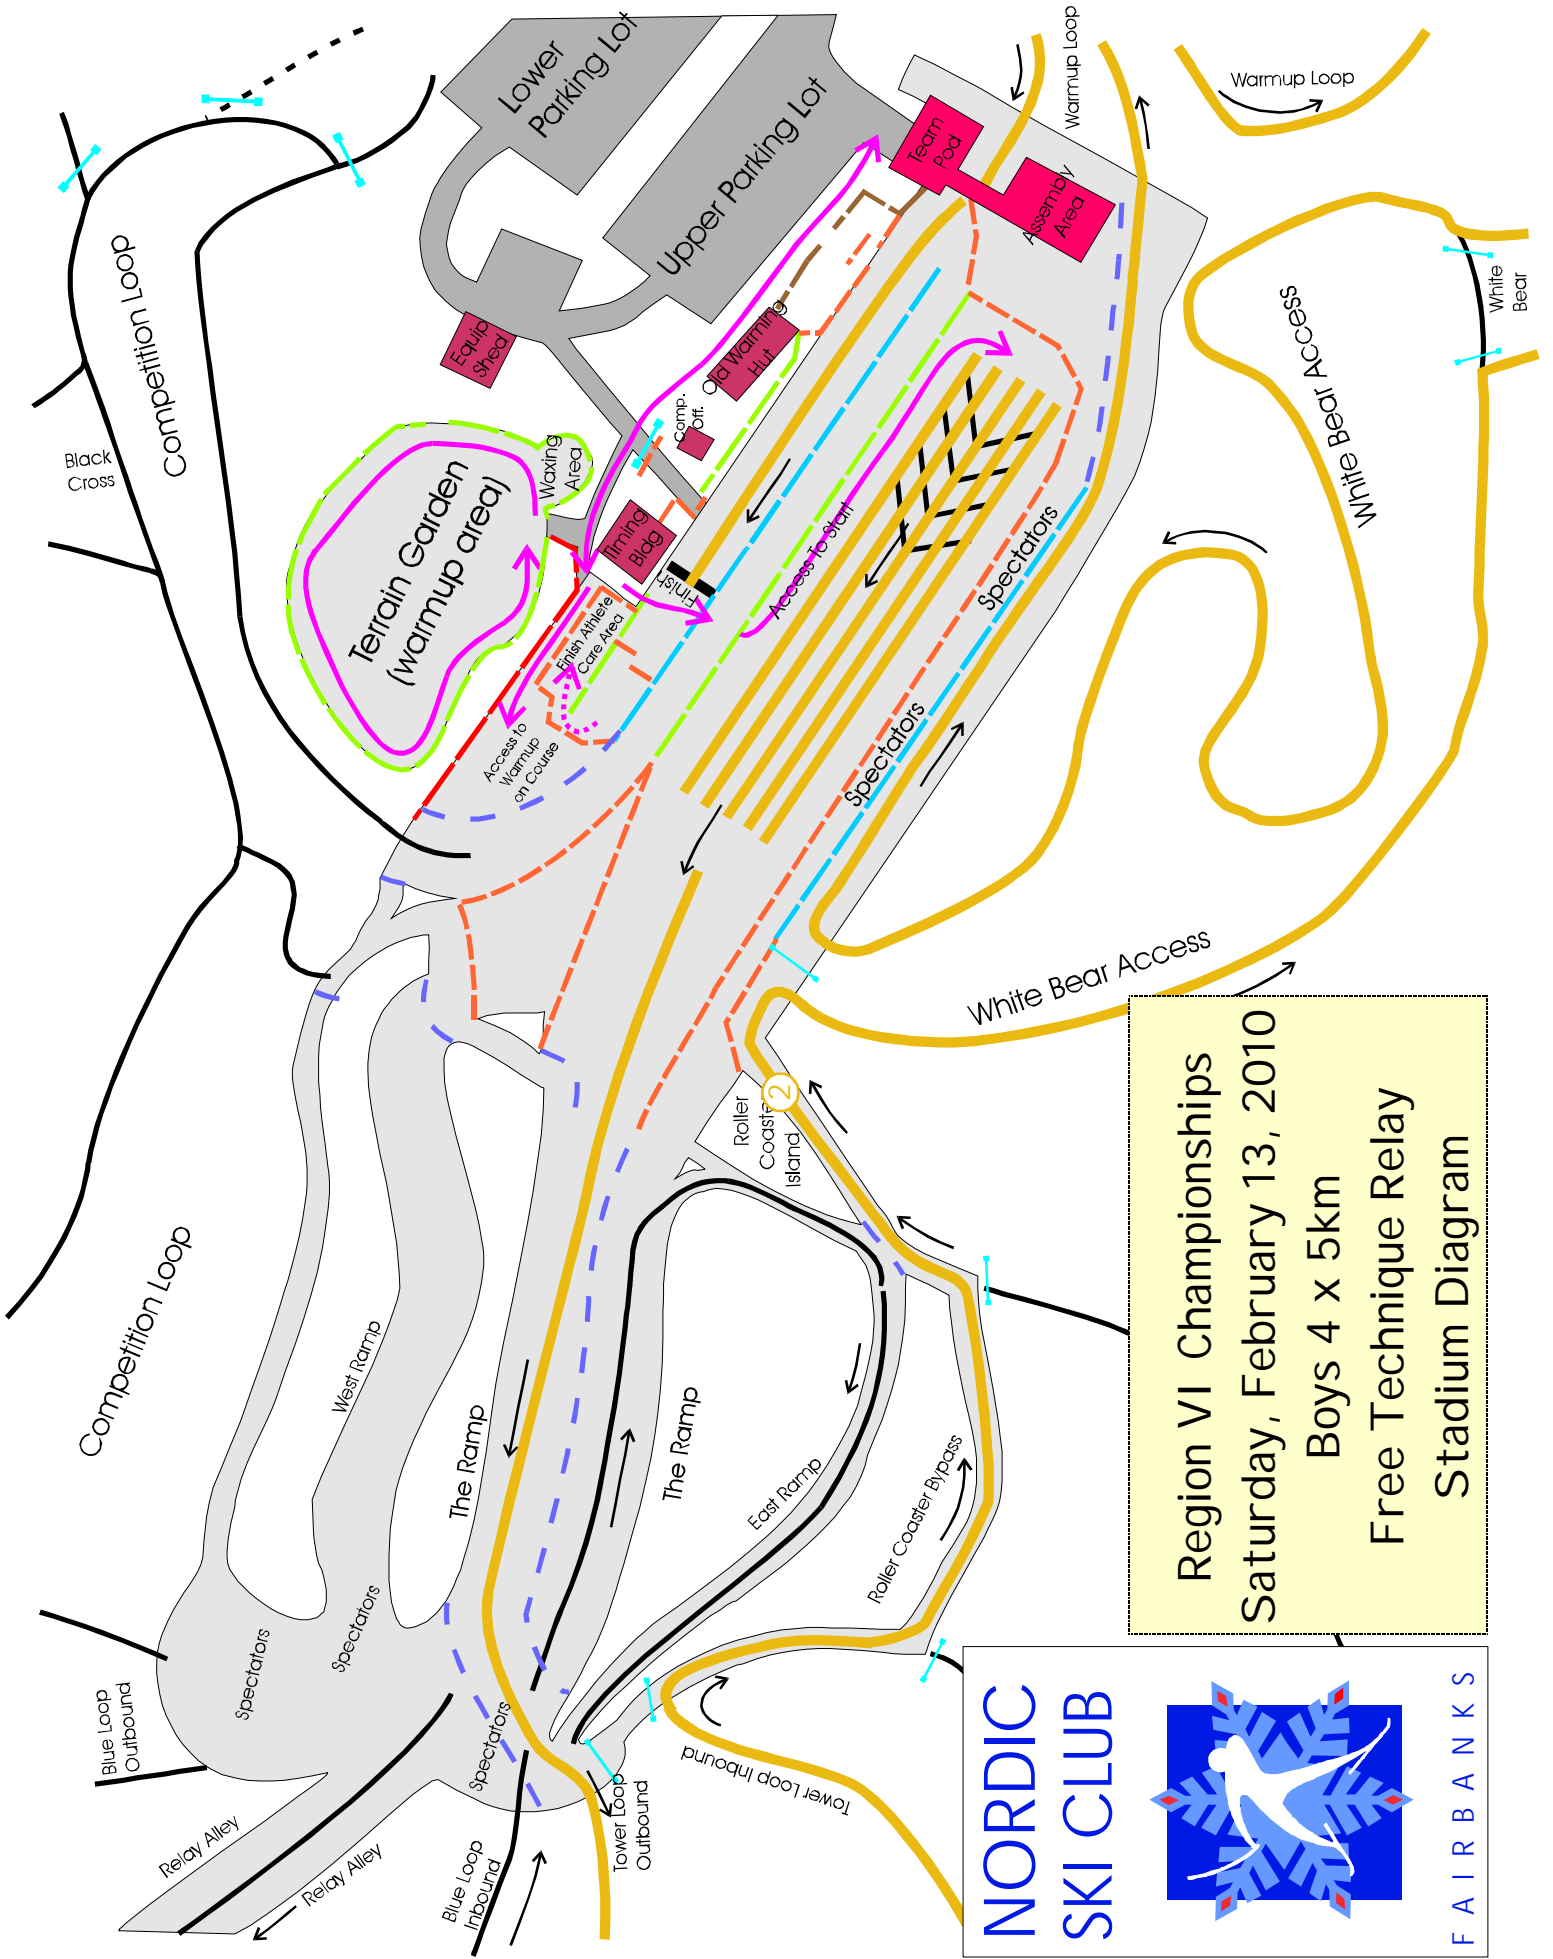 Lower
Parking Lot
Upper Parking Lot
Warmup Loop
Warmup Loop
Team
Pod
Assembly
Area
Competition Loop
Equip
Shed
Old Warming
Hut
Comp.
Off.
White
Bear
White Bear Access
Black
Cross
Terrain Garden
(warmup area)
Waxing
Area
Timing
Bldg
Finish
Access To Start
Spectators
Finish Athlete
Care Area
Access to
Warmup
on Course
Spectators
White Bear Access
2
Roller
Coaster
Island
Competition Loop
West Ramp
The Ramp
The Ramp
East Ramp
Roller Coaster Bypass
Spectators
Spectators
Spectators
Blue Loop
Outbound
Relay Alley
Relay Alley
Blue Loop
Inbound
Tower Loop
Outbound
Tower Loop Inbound
Region VI Championships
Saturday, February 13, 2010
Boys 4 x 5km
Free Technique Relay
Stadium Diagram
NORDIC
SKI CLUB
FAIRBANKS